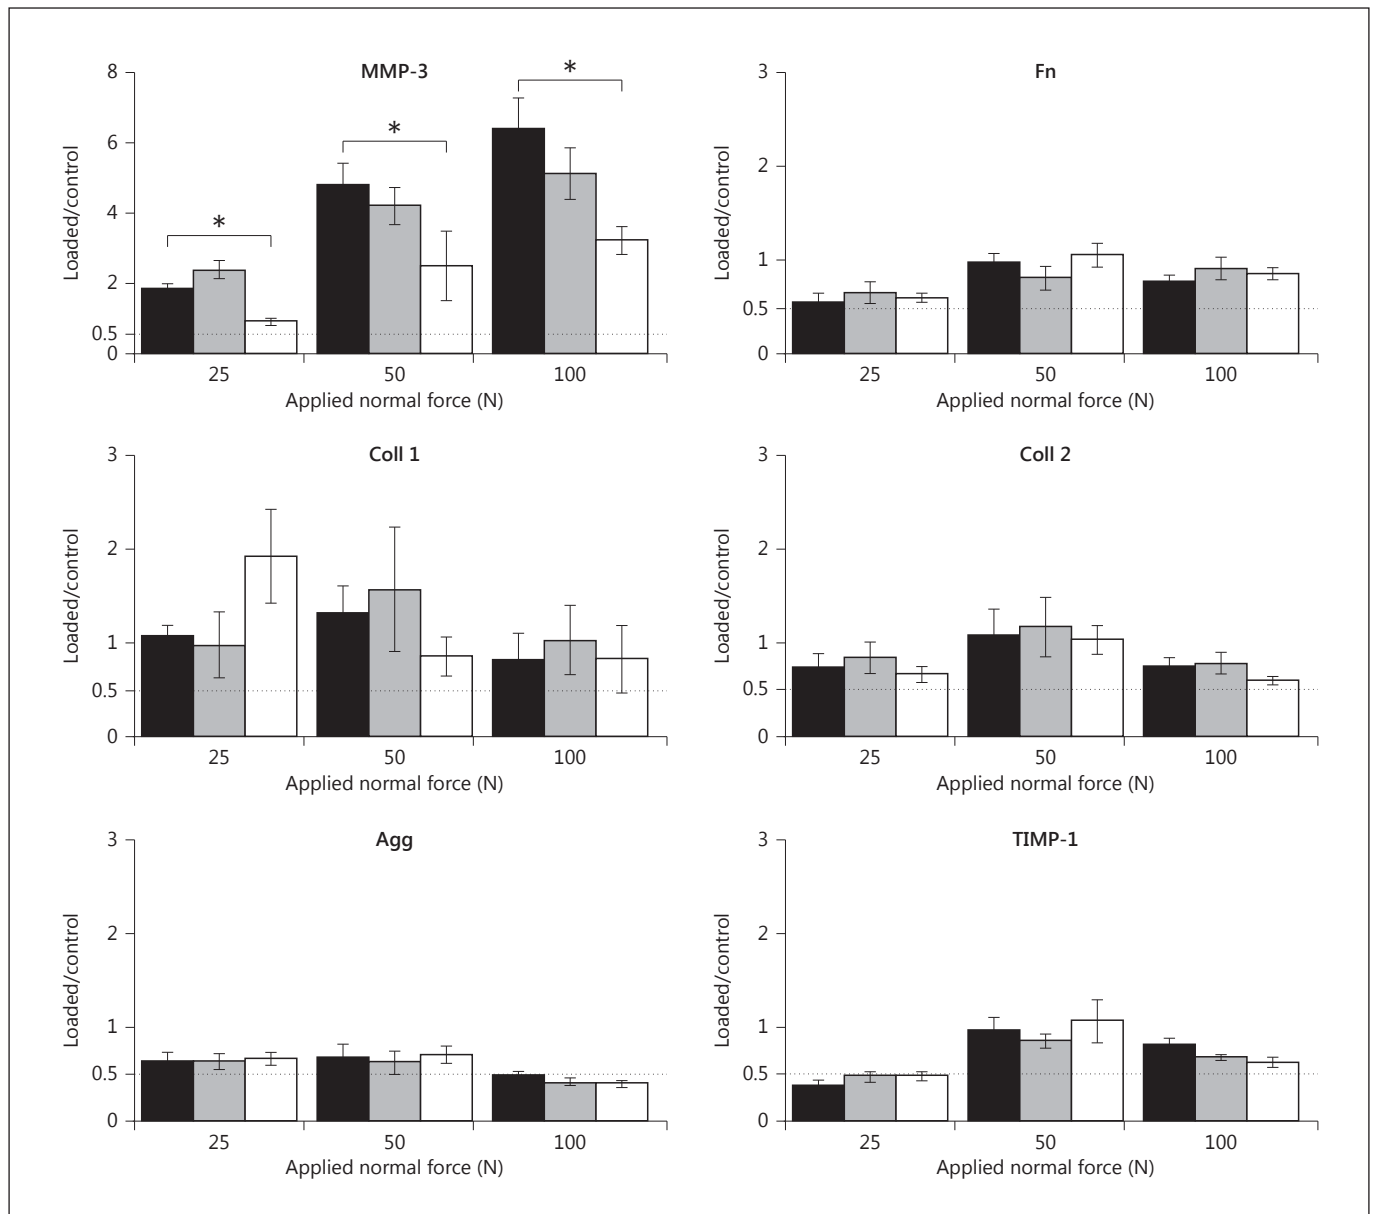 MMP-3
*
*
*
8
6
4
2
0.5
0
Loaded/control
25 50 100
Applied normal force (N)
Fn
3
2
1
0.5
0
Loaded/control
25 50 100
Applied normal force (N)
Coll 1
3
2
1
0.5
0
Loaded/control
25 50 100
Applied normal force (N)
Coll 2
3
2
1
0.5
0
Loaded/control
25 50 100
Applied normal force (N)
Agg
3
2
1
0.5
0
Loaded/control
25 50 100
Applied normal force (N)
TIMP-1
3
2
1
0.5
0
Loaded/control
25 50 100
Applied normal force (N)